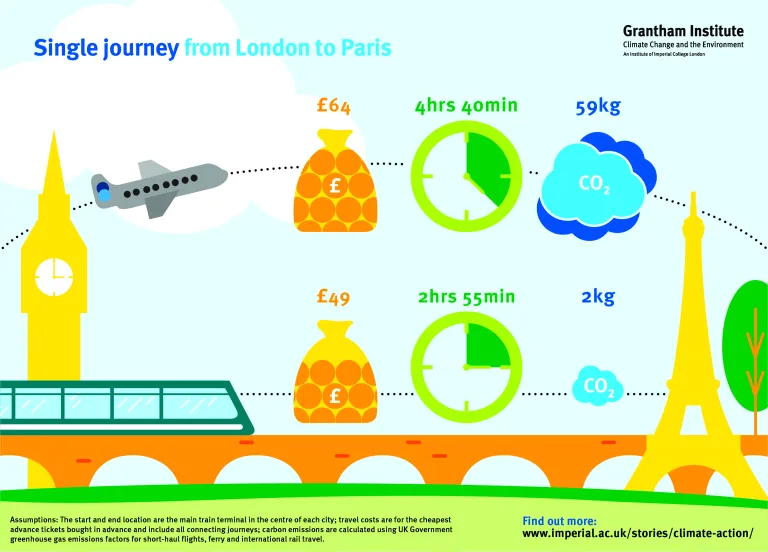 Single journey from London to Paris
Grantham Institute
Climate Change and the Environment
An institute of Imperial College London
£64
4hrs 40min
59kg
£
CO₂
£49
2hrs 55min
2kg
£
CO₂
Assumptions: The start and end location are the main train terminal in the centre of each city; travel costs are for the cheapest
advance tickets bought in advance and include all connecting journeys; carbon emissions are calculated using UK Government
greenhouse gas emissions factors for short-haul flights, ferry and international rail travel.
Find out more:
www.imperial.ac.uk/stories/climate-action/